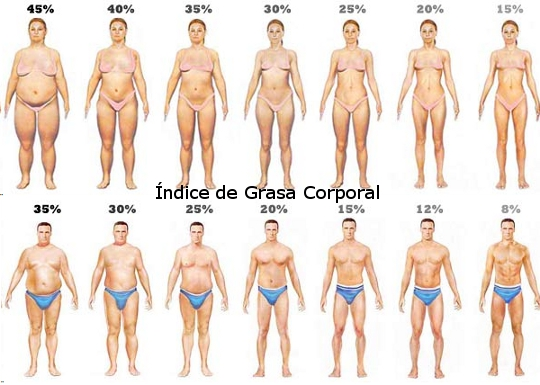 45% 40% 35% 30% 25% 20% 15%
Índice de Grasa Corporal
35% 30% 25% 20% 15% 12% 8%